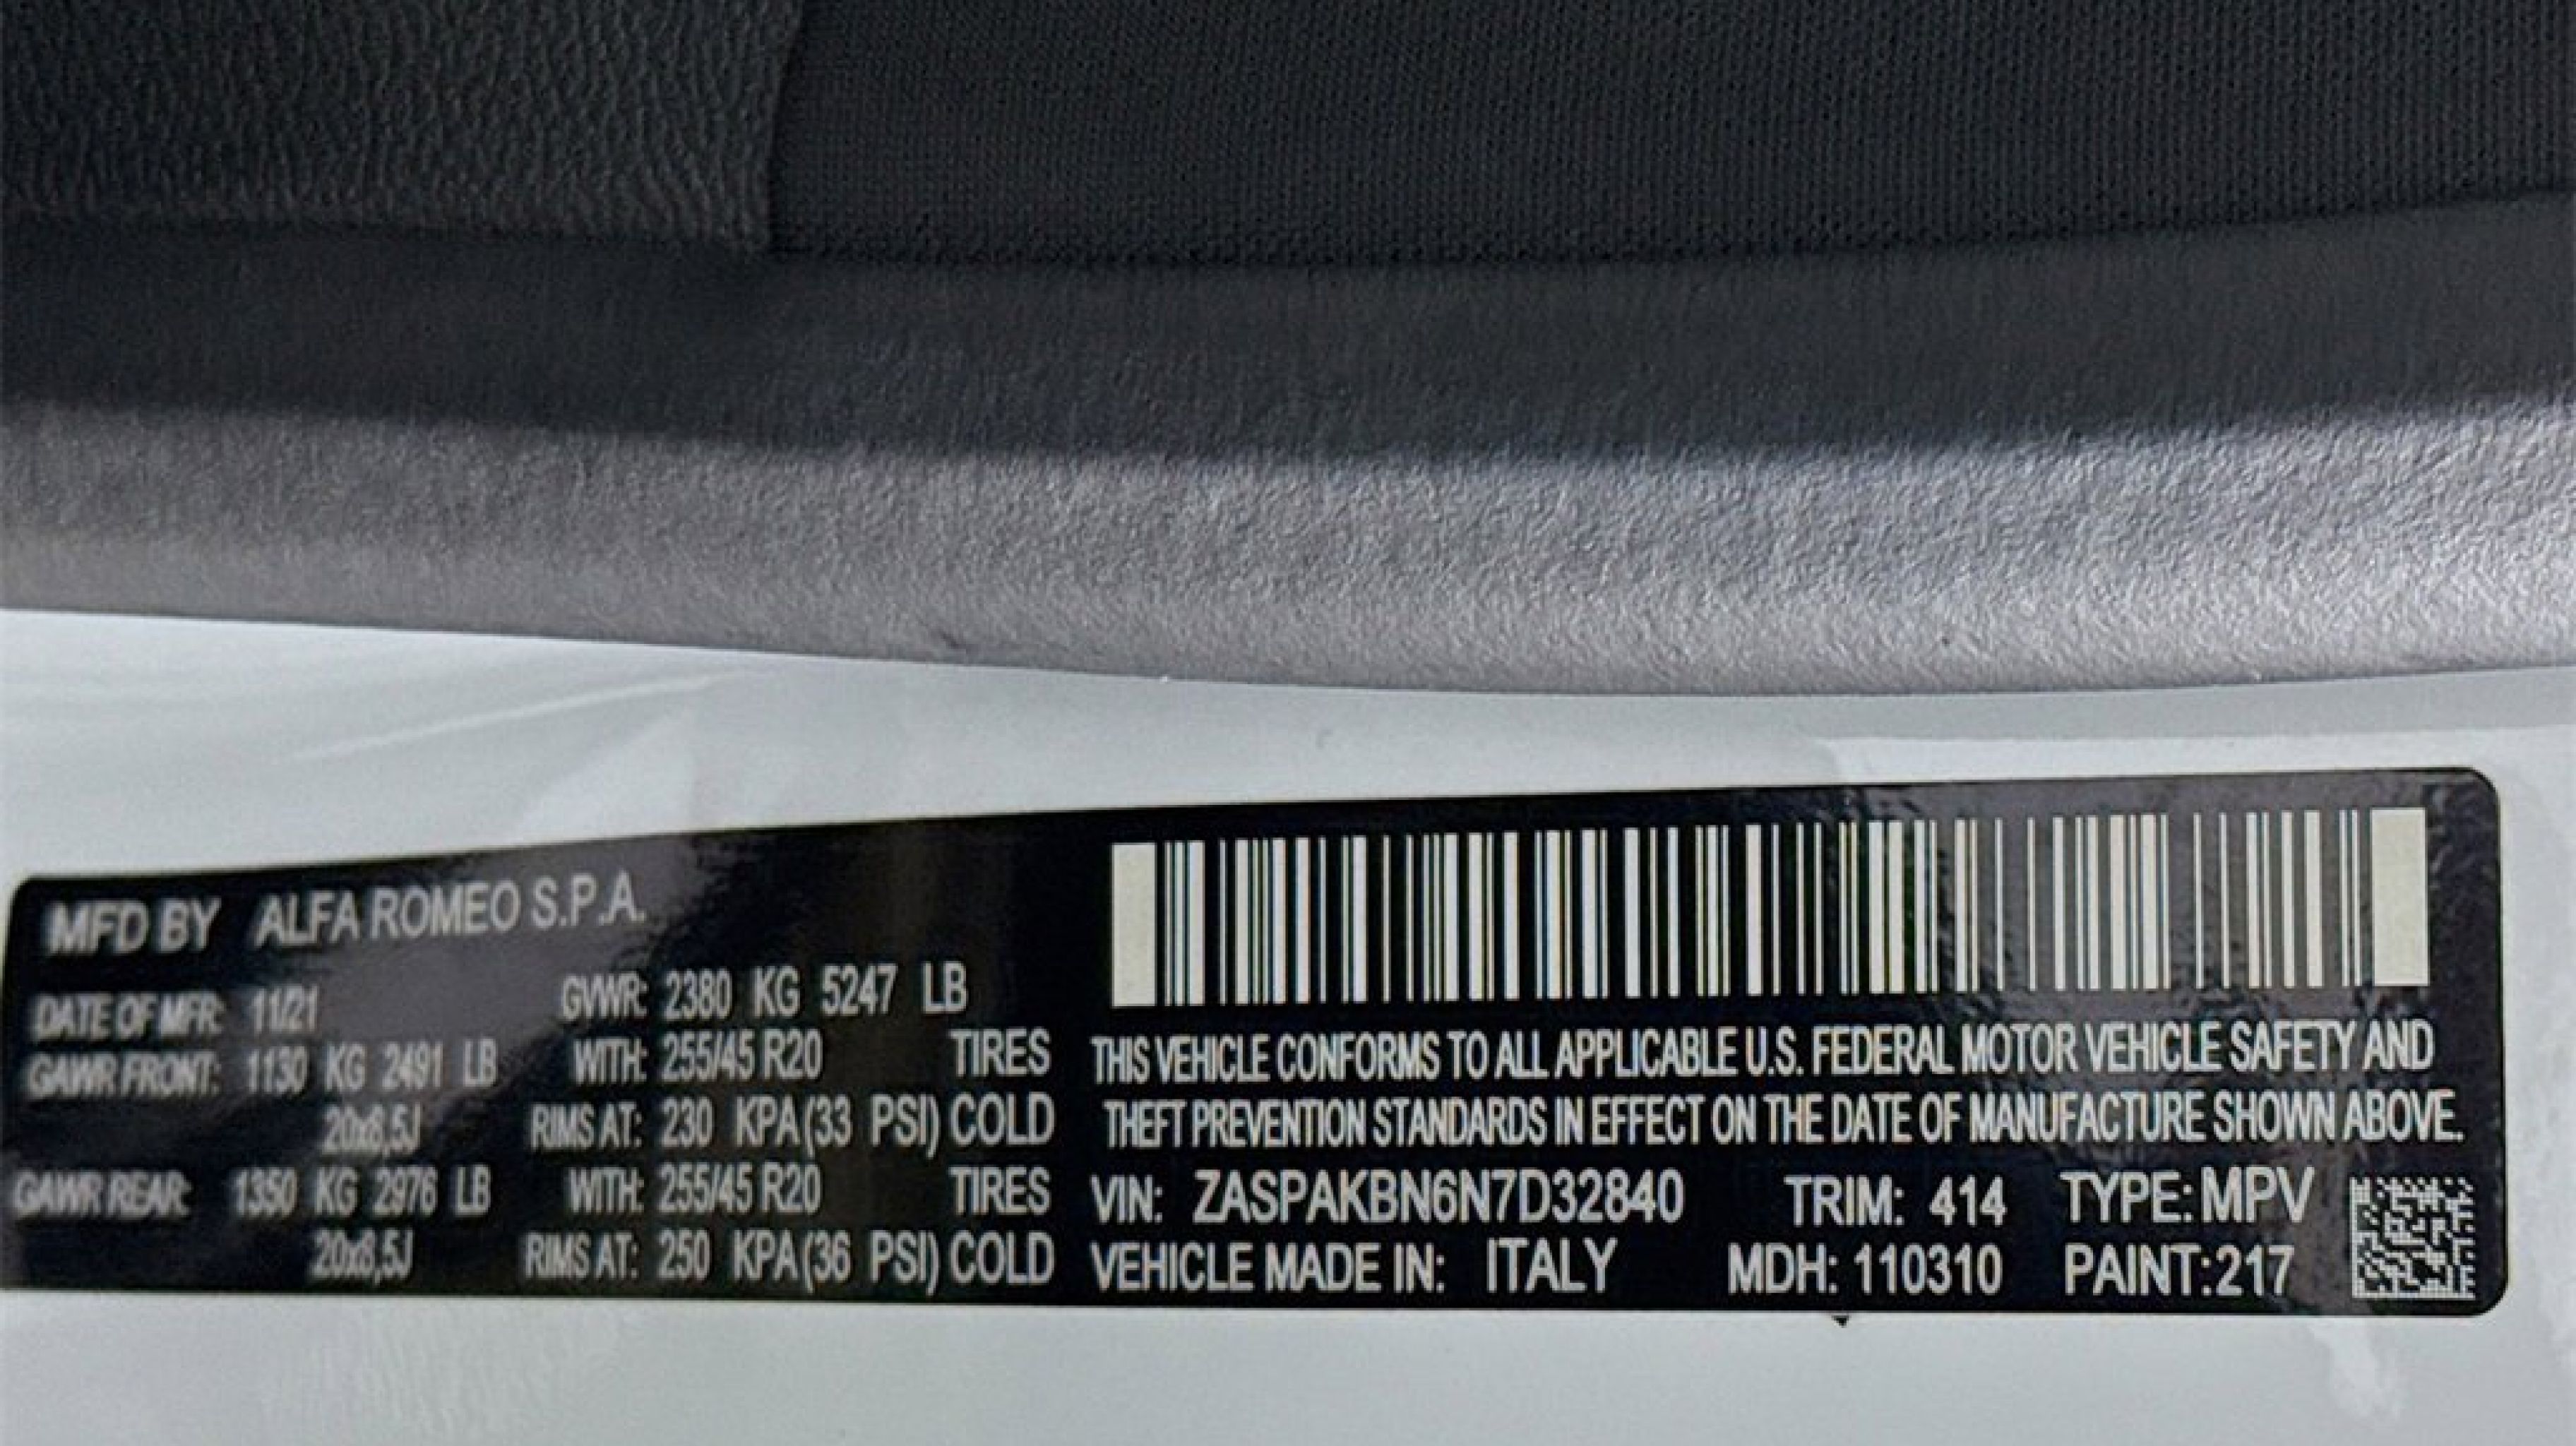 MFD BY ALFA ROMEO S.P.A.
DATE OF MFR: 11/21 GVWR: 2380 KG 5247 LB
GAWR FRONT: 1130 KG 2491 LB WITH: 255/45 R20 TIRES
20x8,5J RIMS AT: 230 KPA(33 PSI) COLD
GAWR REAR: 1350 KG 2976 LB WITH: 255/45 R20 TIRES
20x8,5J RIMS AT: 250 KPA(36 PSI) COLD
THIS VEHICLE CONFORMS TO ALL APPLICABLE U.S. FEDERAL MOTOR VEHICLE SAFETY AND
THEFT PREVENTION STANDARDS IN EFFECT ON THE DATE OF MANUFACTURE SHOWN ABOVE.
VIN: ZASPAKBN6N7D32840 TRIM: 414 TYPE: MPV
VEHICLE MADE IN: ITALY MDH: 110310 PAINT:217